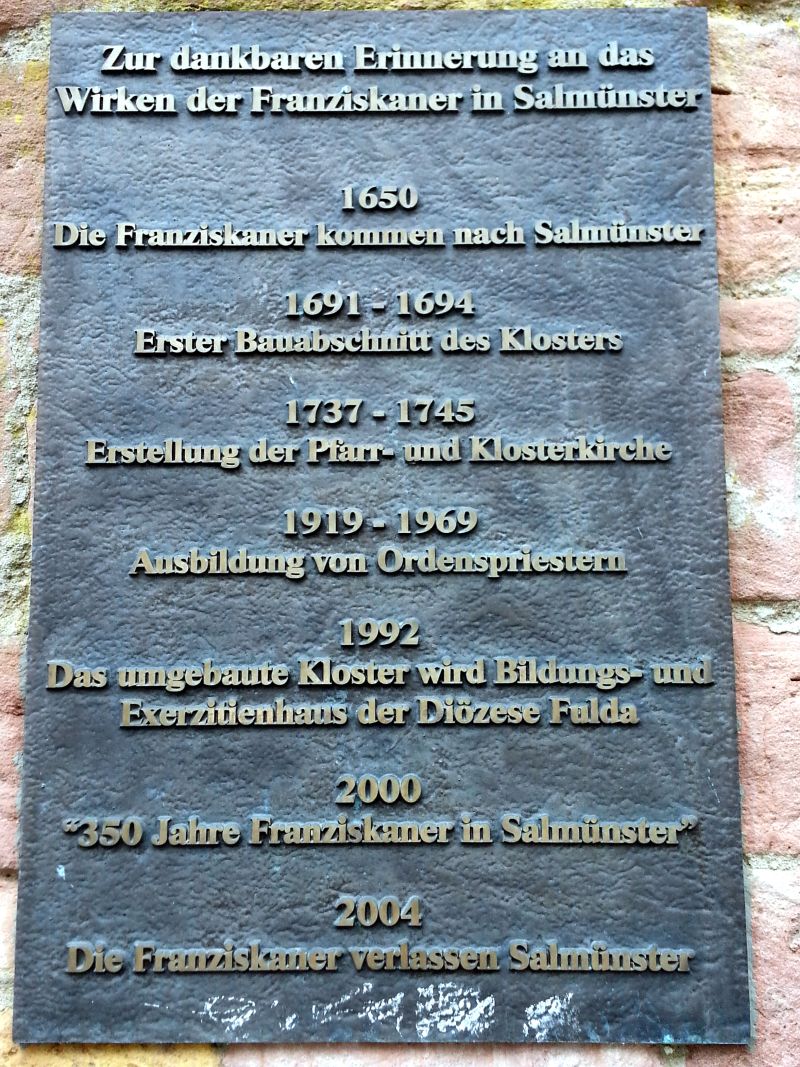 Zur dankbaren Erinnerung an das
Wirken der Franziskaner in Salmünster
1650
Die Franziskaner kommen nach Salmünster
1691 - 1694
Erster Bauabschnitt des Klosters
1737 - 1745
Erstellung der Pfarr- und Klosterkirche
1919 - 1969
Ausbildung von Ordenspriestern
1992
Das umgebaute Kloster wird Bildungs- und
Exerzitienhaus der Diözese Fulda
2000
“350 Jahre Franziskaner in Salmünster”
2004
Die Franziskaner verlassen Salmünster